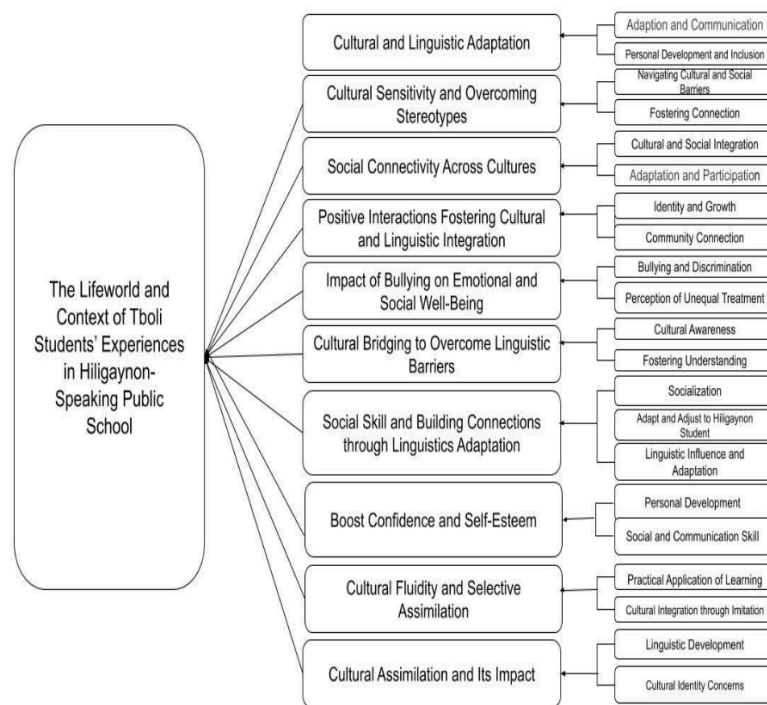 The Lifeworld and
Context of Tboli
Students' Experiences
in Hiligaynon-
Speaking Public
School
Cultural and Linguistic Adaptation
Adaption and Communication
Personal Development and Inclusion
Cultural Sensitivity and Overcoming
Stereotypes
Navigating Cultural and Social
Barriers
Fostering Connection
Social Connectivity Across Cultures
Cultural and Social Integration
Adaptation and Participation
Positive Interactions Fostering Cultural
and Linguistic Integration
Identity and Growth
Community Connection
Impact of Bullying on Emotional and
Social Well-Being
Bullying and Discrimination
Perception of Unequal Treatment
Cultural Bridging to Overcome Linguistic
Barriers
Cultural Awareness
Fostering Understanding
Social Skill and Building Connections
through Linguistics Adaptation
Socialization
Adapt and Adjust to Hiligaynon
Student
Linguistic Influence and
Adaptation
Boost Confidence and Self-Esteem
Personal Development
Social and Communication Skill
Cultural Fluidity and Selective
Assimilation
Practical Application of Learning
Cultural Integration through Imitation
Cultural Assimilation and Its Impact
Linguistic Development
Cultural Identity Concerns